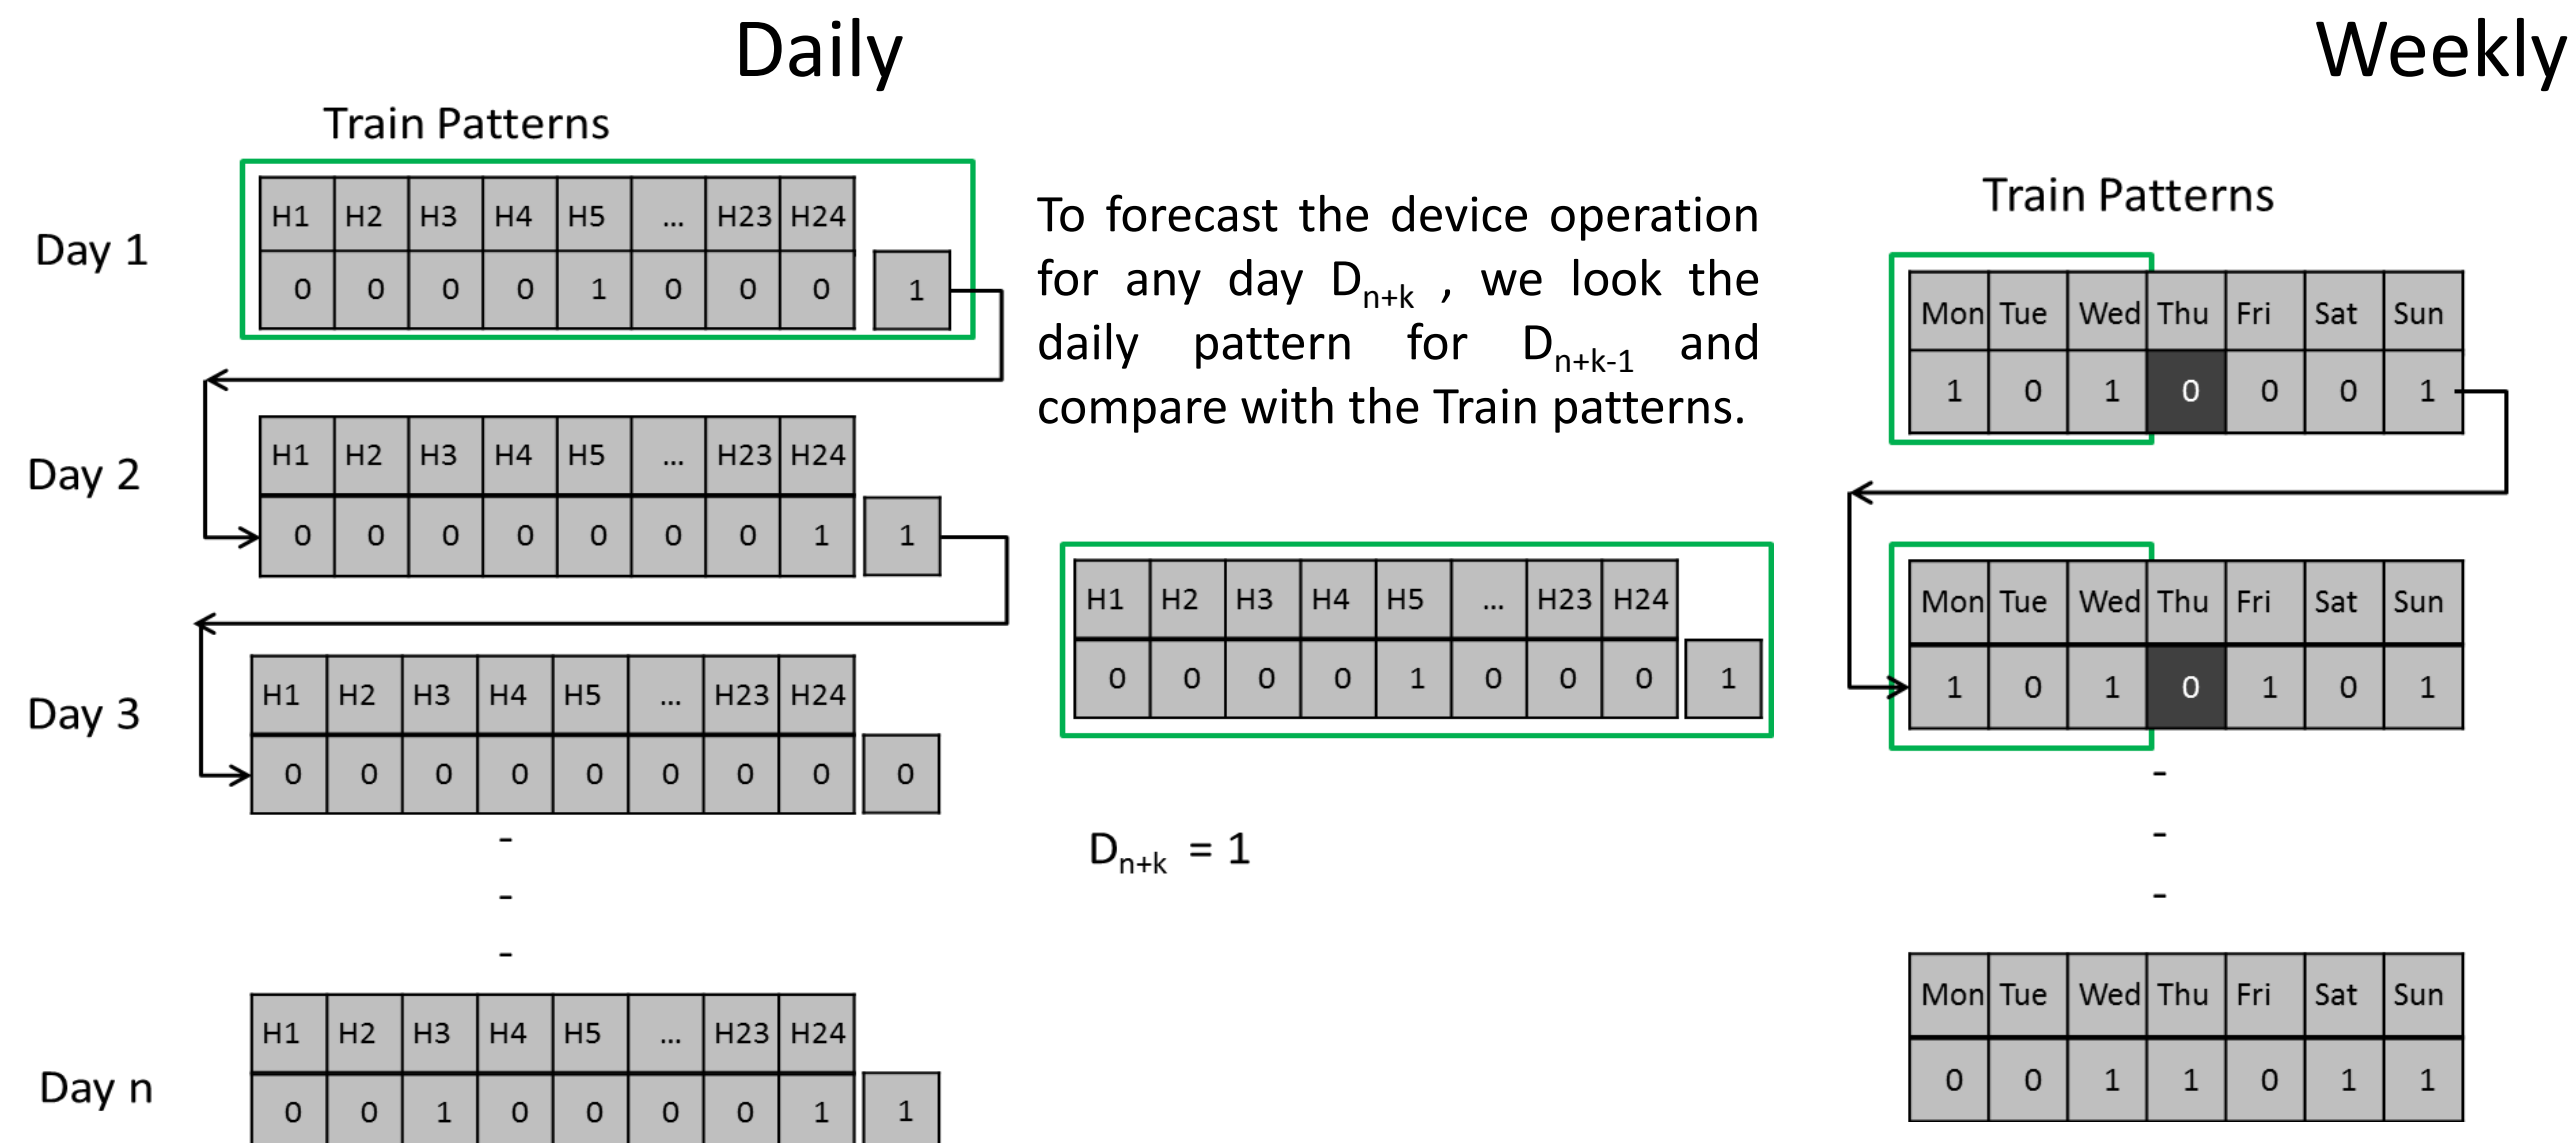 Daily
Weekly
Train Patterns
Day 1
H1 H2 H3 H4 H5 ... H23 H24
0 0 0 0 1 0 0 0 1
Day 2
H1 H2 H3 H4 H5 ... H23 H24
0 0 0 0 0 0 0 1 1
Day 3
H1 H2 H3 H4 H5 ... H23 H24
0 0 0 0 0 0 0 0 0
-
-
-
Day n
H1 H2 H3 H4 H5 ... H23 H24
0 0 1 0 0 0 0 1 1
To forecast the device operation
for any day Dn+k , we look the
daily pattern for Dn+k-1 and
compare with the Train patterns.
H1 H2 H3 H4 H5 ... H23 H24
0 0 0 0 1 0 0 0 1
Dn+k = 1
Train Patterns
Mon Tue Wed Thu Fri Sat Sun
1 0 1 0 0 0 1
Mon Tue Wed Thu Fri Sat Sun
1 0 1 0 1 0 1
-
-
-
Mon Tue Wed Thu Fri Sat Sun
0 0 1 1 0 1 1